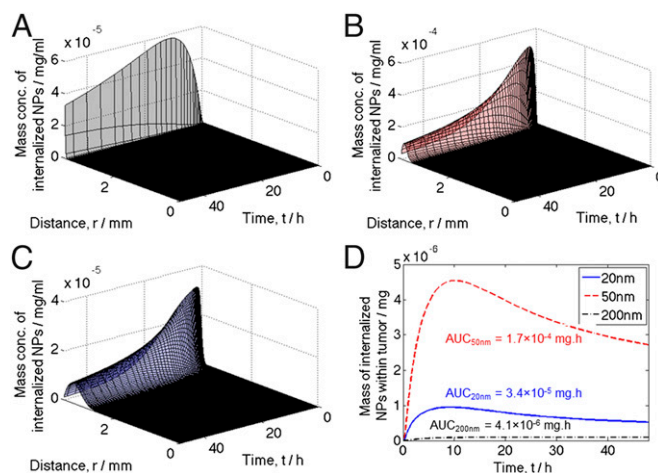 A
× 10⁻⁵
Mass conc. of
internalized NPs / mg/ml
6
4
2
0
2
0
Distance, r / mm
40
20
0
Time, t / h
B
× 10⁻⁴
Mass conc. of
internalized NPs / mg/ml
6
4
2
0
2
0
Distance, r / mm
40
20
0
Time, t / h
C
× 10⁻⁵
Mass conc. of
internalized NPs / mg/ml
4
2
0
2
0
Distance, r / mm
40
20
0
Time, t / h
D
× 10⁻⁶
Mass of internalized
NPs within tumor / mg
5
4
3
2
1
0
20nm
50nm
200nm
AUC₅₀ₙₘ = 1.7×10⁻⁴ mg.h
AUC₂₀ₙₘ = 3.4×10⁻⁵ mg.h
AUC₂₀₀ₙₘ = 4.1×10⁻⁶ mg.h
0 10 20 30 40
Time, t / h